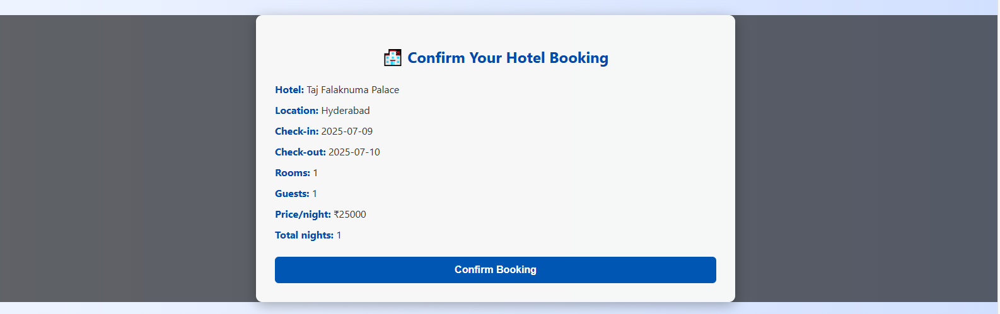 Confirm Your Hotel Booking
Hotel: Taj Falaknuma Palace
Location: Hyderabad
Check-in: 2025-07-09
Check-out: 2025-07-10
Rooms: 1
Guests: 1
Price/night: ₹25000
Total nights: 1
Confirm Booking